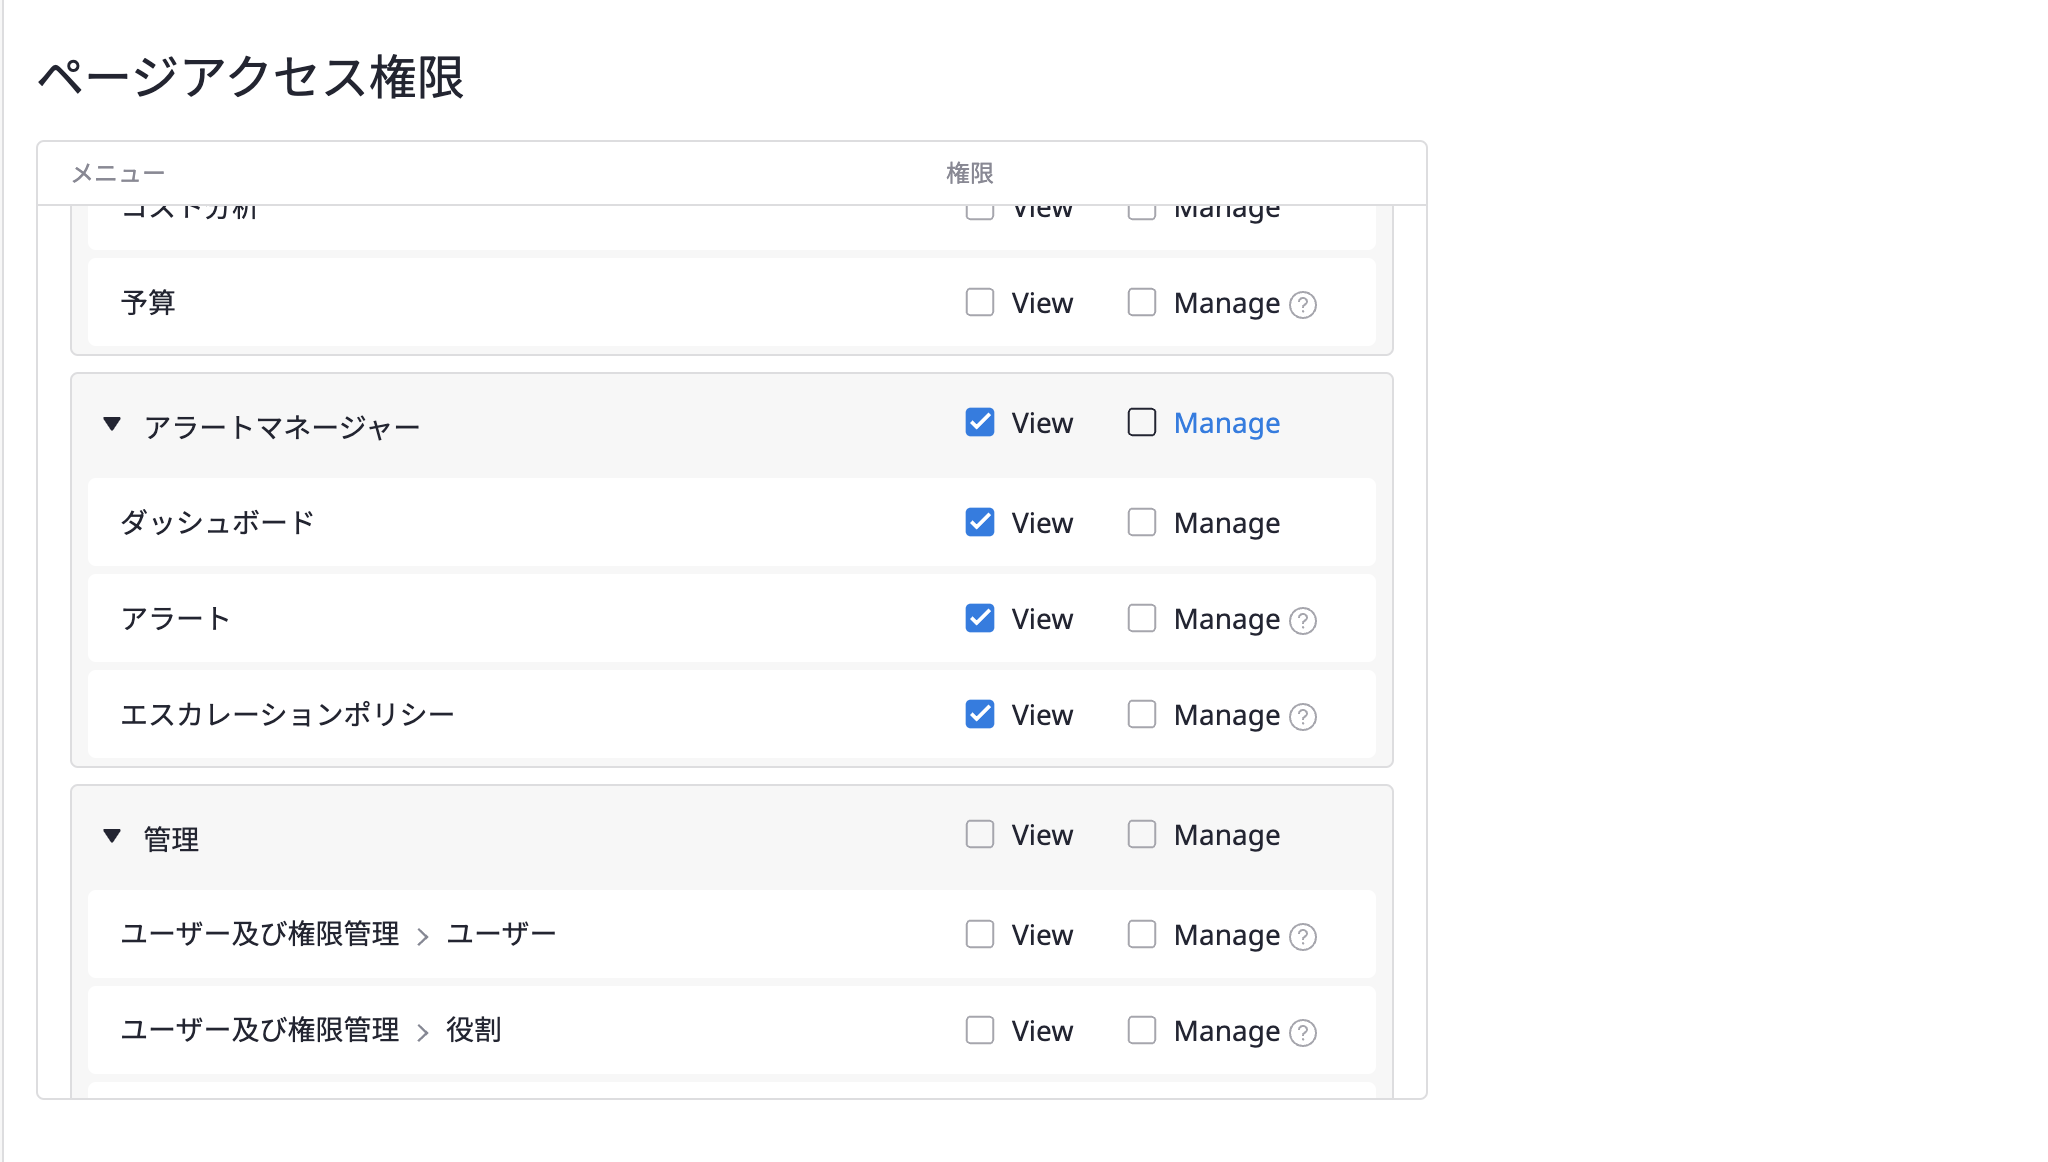 ページアクセス権限
メニュー 権限
コスト分析 View Manage
予算 View Manage ?
アラートマネージャー View Manage
ダッシュボード View Manage
アラート View Manage ?
エスカレーションポリシー View Manage ?
管理 View Manage
ユーザー及び権限管理 > ユーザー View Manage ?
ユーザー及び権限管理 > 役割 View Manage ?